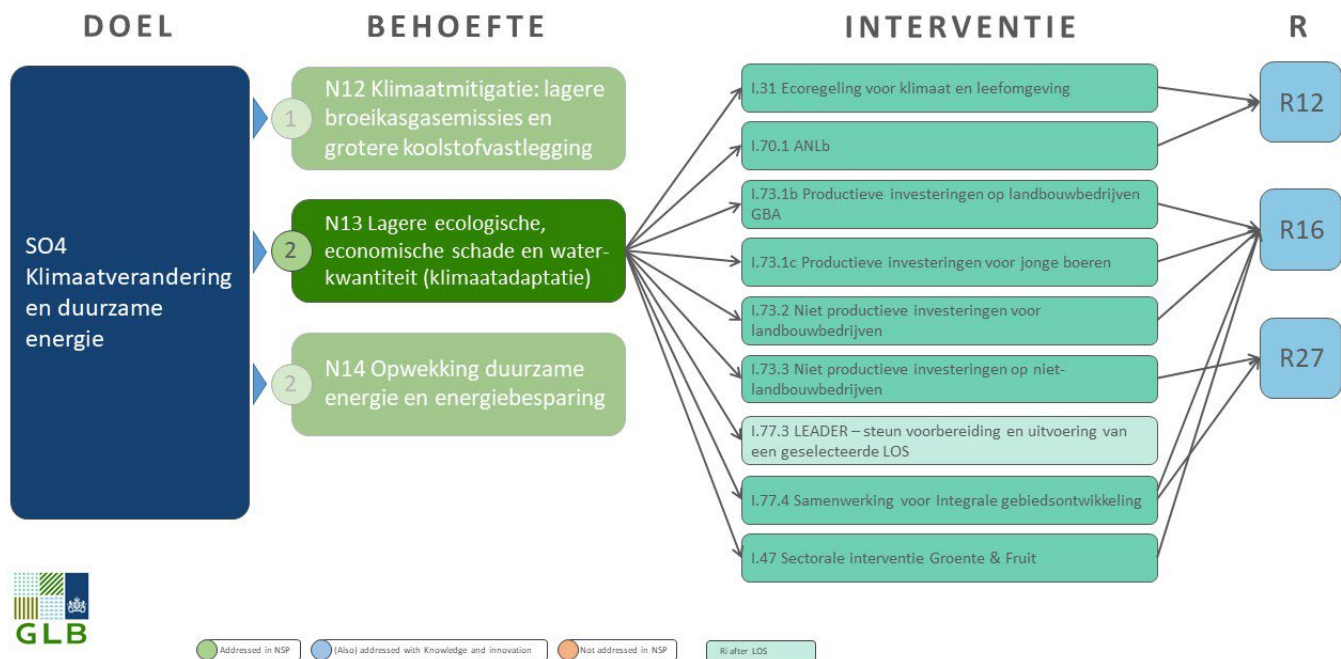 DOEL
BEHOEFTE
INTERVENTIE
R
SO4
Klimaatverandering
en duurzame
energie
1
N12 Klimaatmitigatie: lagere
broeikasgasemissies en
grotere koolstofvastlegging
2
N13 Lagere ecologische,
economische schade en water-
kwantiteit (klimaatadaptatie)
2
N14 Opwekking duurzame
energie en energiebesparing
I.31 Ecoregeling voor klimaat en leefomgeving
I.70.1 ANLb
I.73.1b Productieve investeringen op landbouwbedrijven
GBA
I.73.1c Productieve investeringen voor jonge boeren
I.73.2 Niet productieve investeringen voor
landbouwbedrijven
I.73.3 Niet productieve investeringen op niet-
landbouwbedrijven
I.77.3 LEADER – steun voorbereiding en uitvoering van
een geselecteerde LOS
I.77.4 Samenwerking voor Integrale gebiedsontwikkeling
I.47 Sectorale interventie Groente & Fruit
R12
R16
R27
GLB
Addressed in NSP
(Also) addressed with Knowledge and innovation
Not addressed in NSP
Ri after LOS